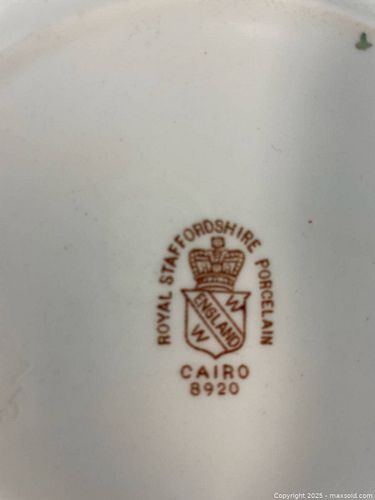 ROYAL STAFFORDSHIRE PORCELAIN
W
ENGLAND
W
CAIRO
8920
Copyright 2025 - maxsold.com